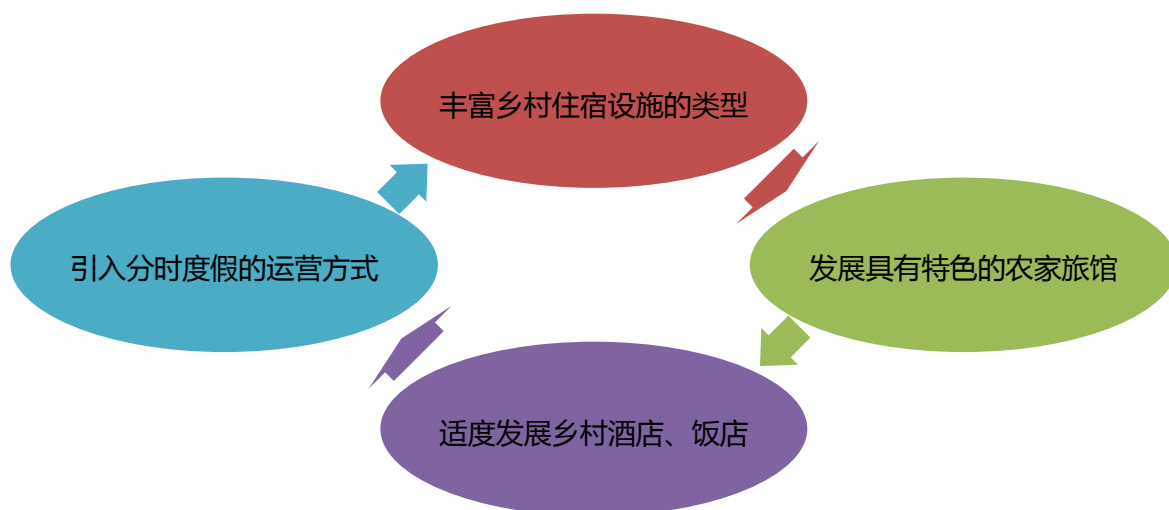 丰富乡村住宿设施的类型
引入分时度假的运营方式
发展具有特色的农家旅馆
适度发展乡村酒店、饭店